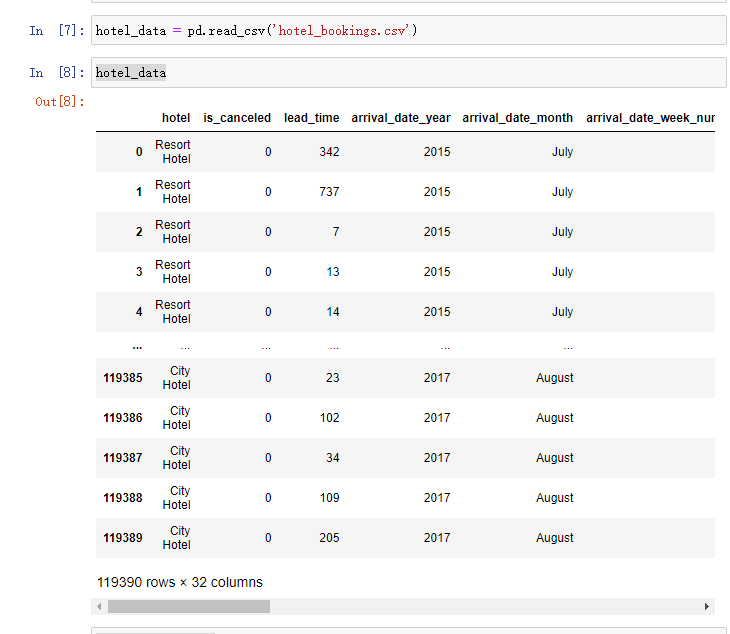 In [7]: hotel_data = pd.read_csv('hotel_bookings.csv')
In [8]: hotel_data
Out[8]:
hotel is_canceled lead_time arrival_date_year arrival_date_month arrival_date_week_nur
0 Resort Hotel 0 342 2015 July
1 Resort Hotel 0 737 2015 July
2 Resort Hotel 0 7 2015 July
3 Resort Hotel 0 13 2015 July
4 Resort Hotel 0 14 2015 July
... ... ... ... ... ...
119385 City Hotel 0 23 2017 August
119386 City Hotel 0 102 2017 August
119387 City Hotel 0 34 2017 August
119388 City Hotel 0 109 2017 August
119389 City Hotel 0 205 2017 August
119390 rows × 32 columns